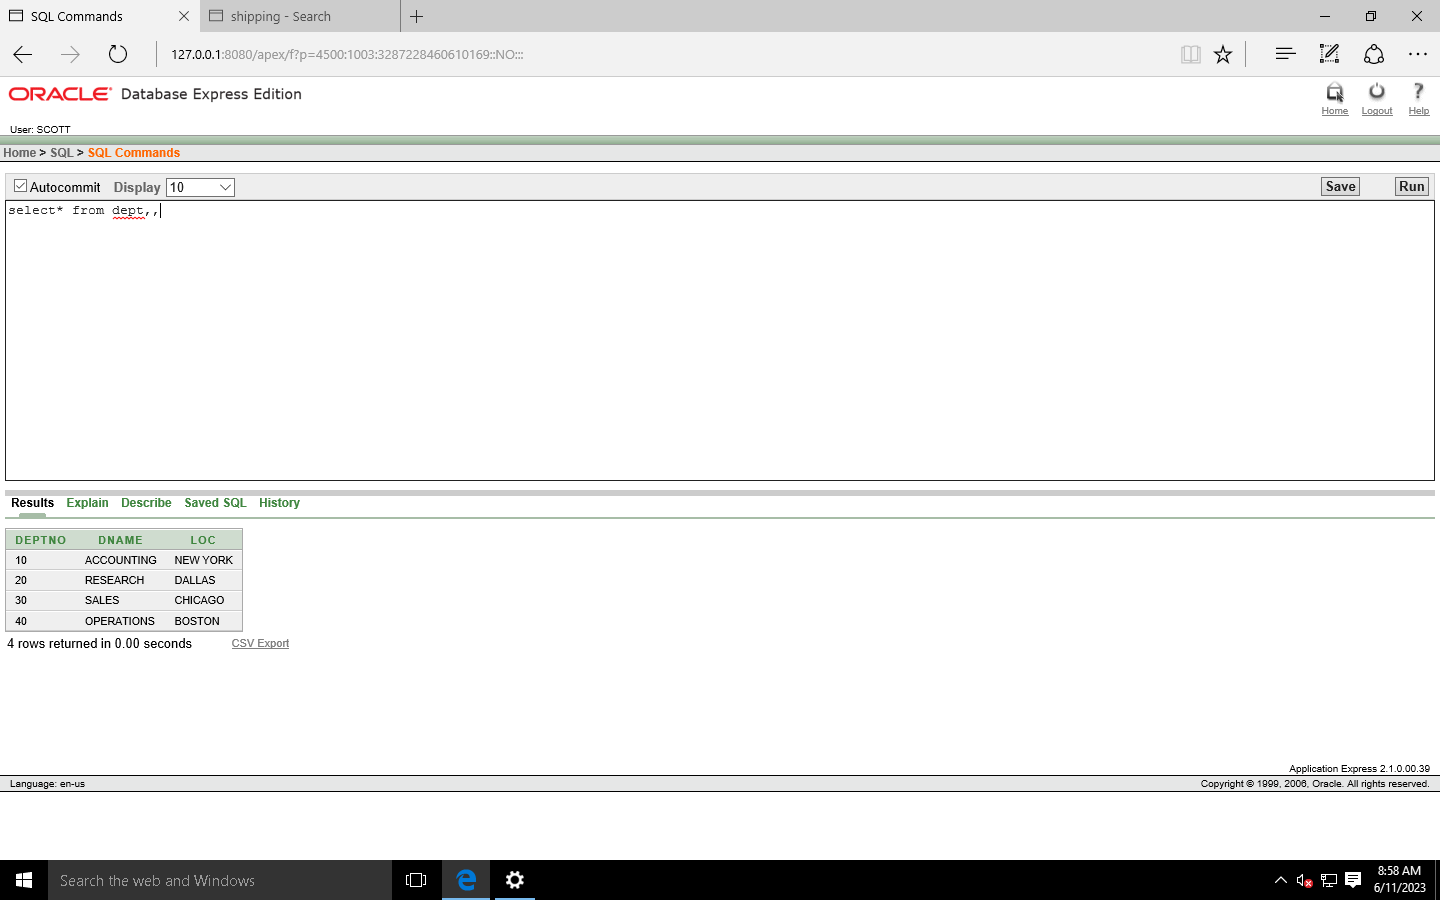 SQL Commands
shipping - Search
127.0.0.1:8080/apex/f?p=4500:1003:3287228460610169::NO:::
ORACLE Database Express Edition
Home Logout Help
User: SCOTT
Home > SQL > SQL Commands
Autocommit Display 10 Save Run
select* from dept,,
Results Explain Describe Saved SQL History
DEPTNO DNAME LOC
10 ACCOUNTING NEW YORK
20 RESEARCH DALLAS
30 SALES CHICAGO
40 OPERATIONS BOSTON
4 rows returned in 0.00 seconds CSV Export
Application Express 2.1.0.00.39
Language: en-us Copyright © 1999, 2006, Oracle. All rights reserved.
Search the web and Windows
8:58 AM
6/11/2023